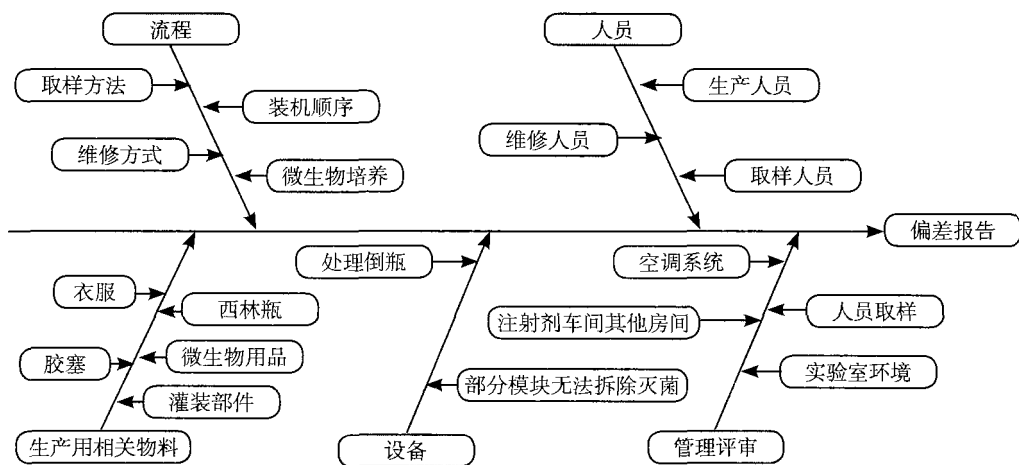 流程
人员
取样方法
生产人员
装机顺序
维修人员
维修方式
微生物培养
取样人员
偏差报告
处理倒瓶
空调系统
衣服
西林瓶
注射剂车间其他房间
人员取样
微生物用品
胶塞
部分模块无法拆除灭菌
实验室环境
灌装部件
生产用相关物料
设备
管理评审